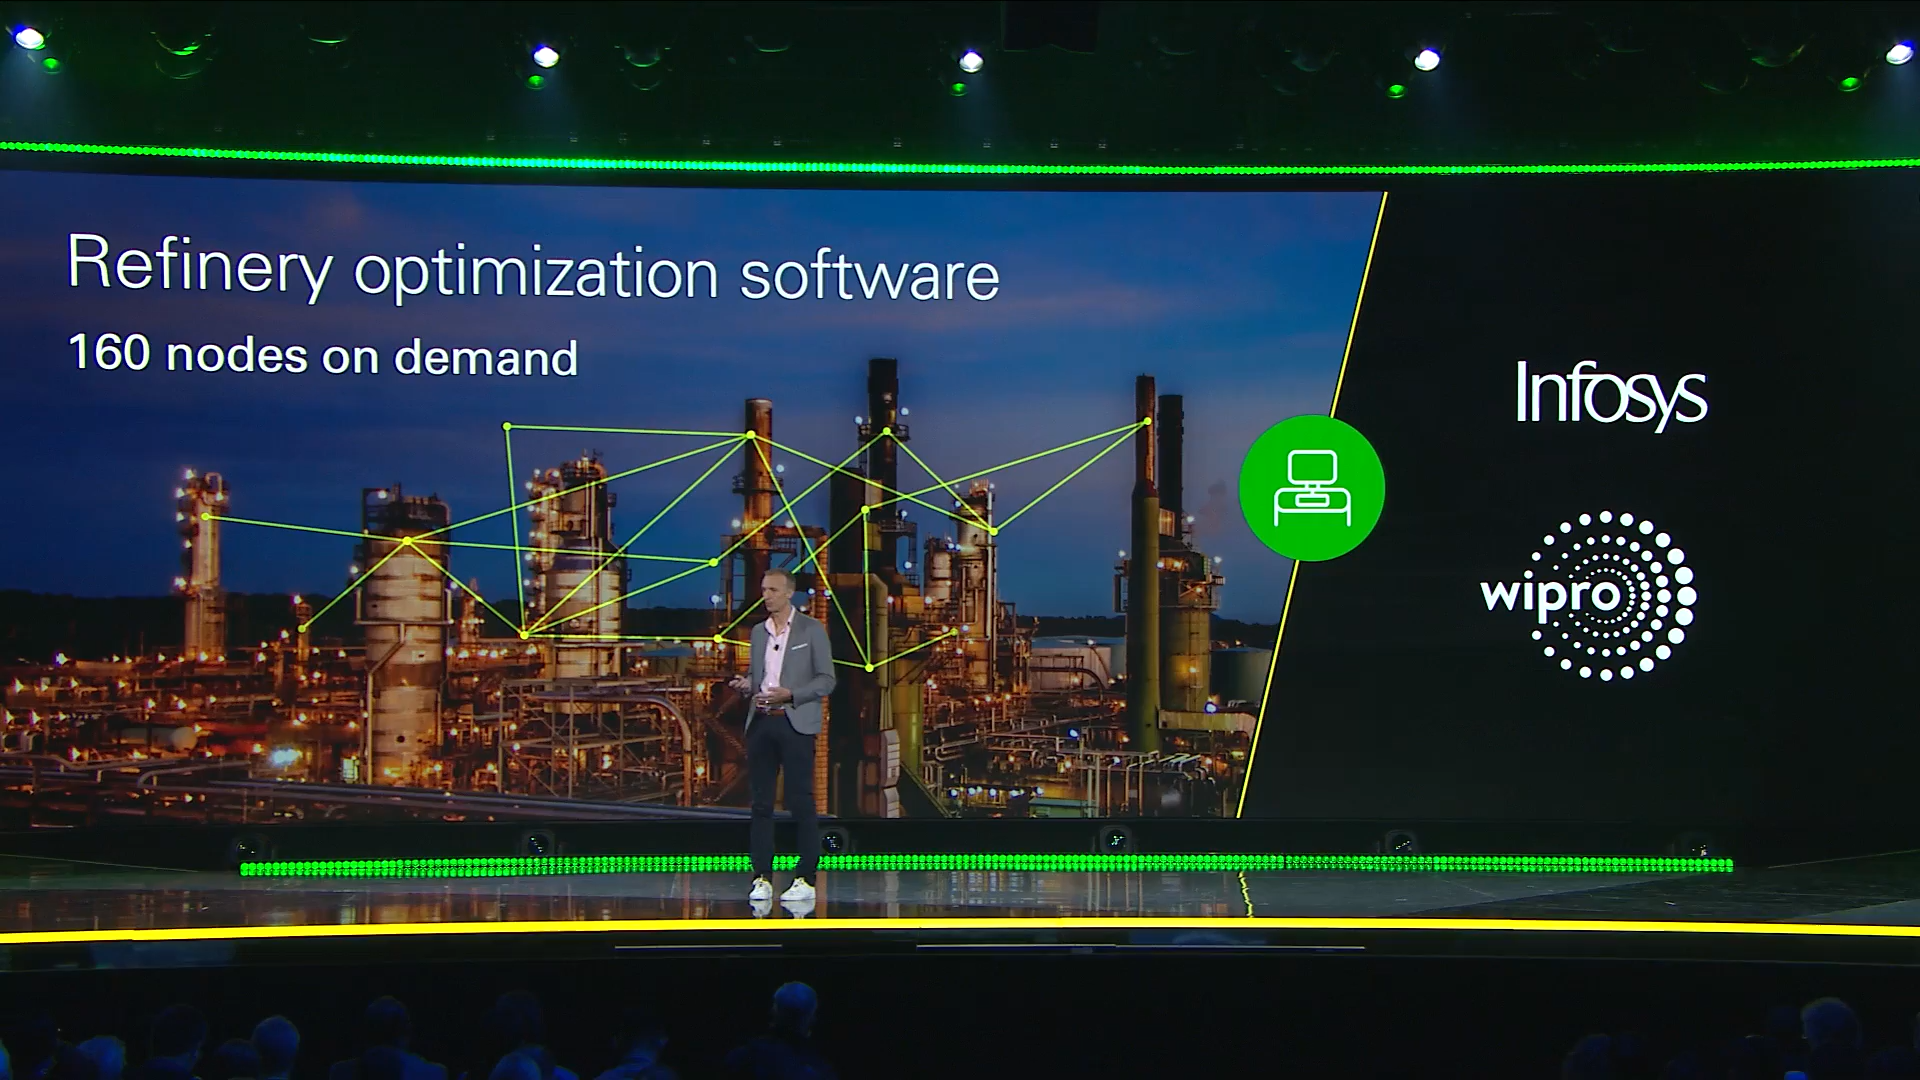 Refinery optimization software
160 nodes on demand
Infosys
wipro